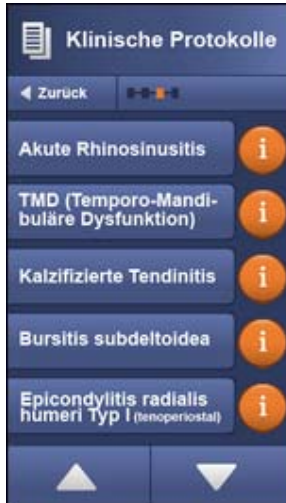 Klinische Protokolle
Zurück
Akute Rhinosinusitis
i
TMD (Temporo-Mandi-
buläre Dysfunktion)
i
Kalzifizierte Tendinitis
i
Bursitis subdeltoidea
i
Epicondylitis radialis
humeri Typ I (tenoperiostal)
i